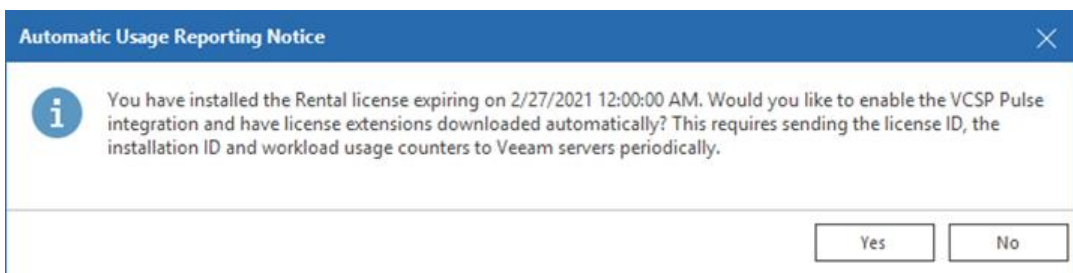 Automatic Usage Reporting Notice
You have installed the Rental license expiring on 2/27/2021 12:00:00 AM. Would you like to enable the VCSP Pulse
integration and have license extensions downloaded automatically? This requires sending the license ID, the
installation ID and workload usage counters to Veeam servers periodically.
Yes No